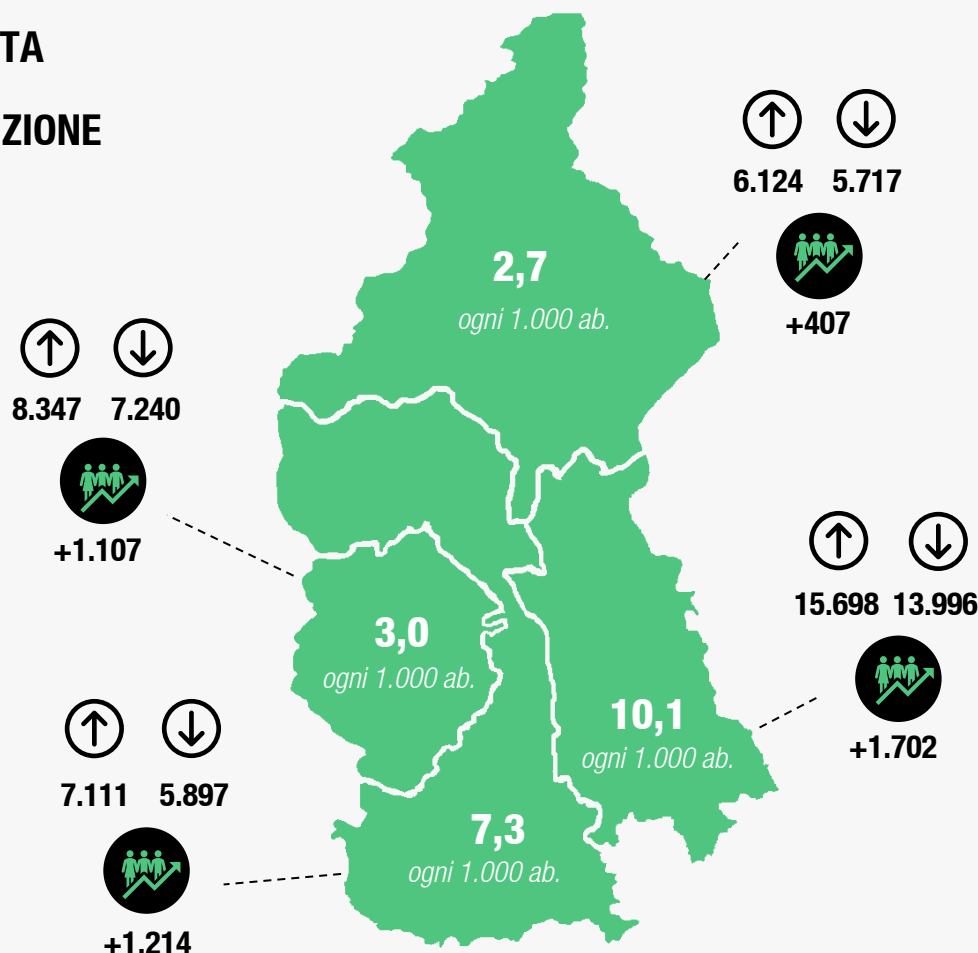 TA
ZIONE
6.124 5.717
+407
2,7
ogni 1.000 ab.
8.347 7.240
+1.107
15.698 13.996
+1.702
3,0
ogni 1.000 ab.
10,1
ogni 1.000 ab.
7.111 5.897
+1.214
7,3
ogni 1.000 ab.